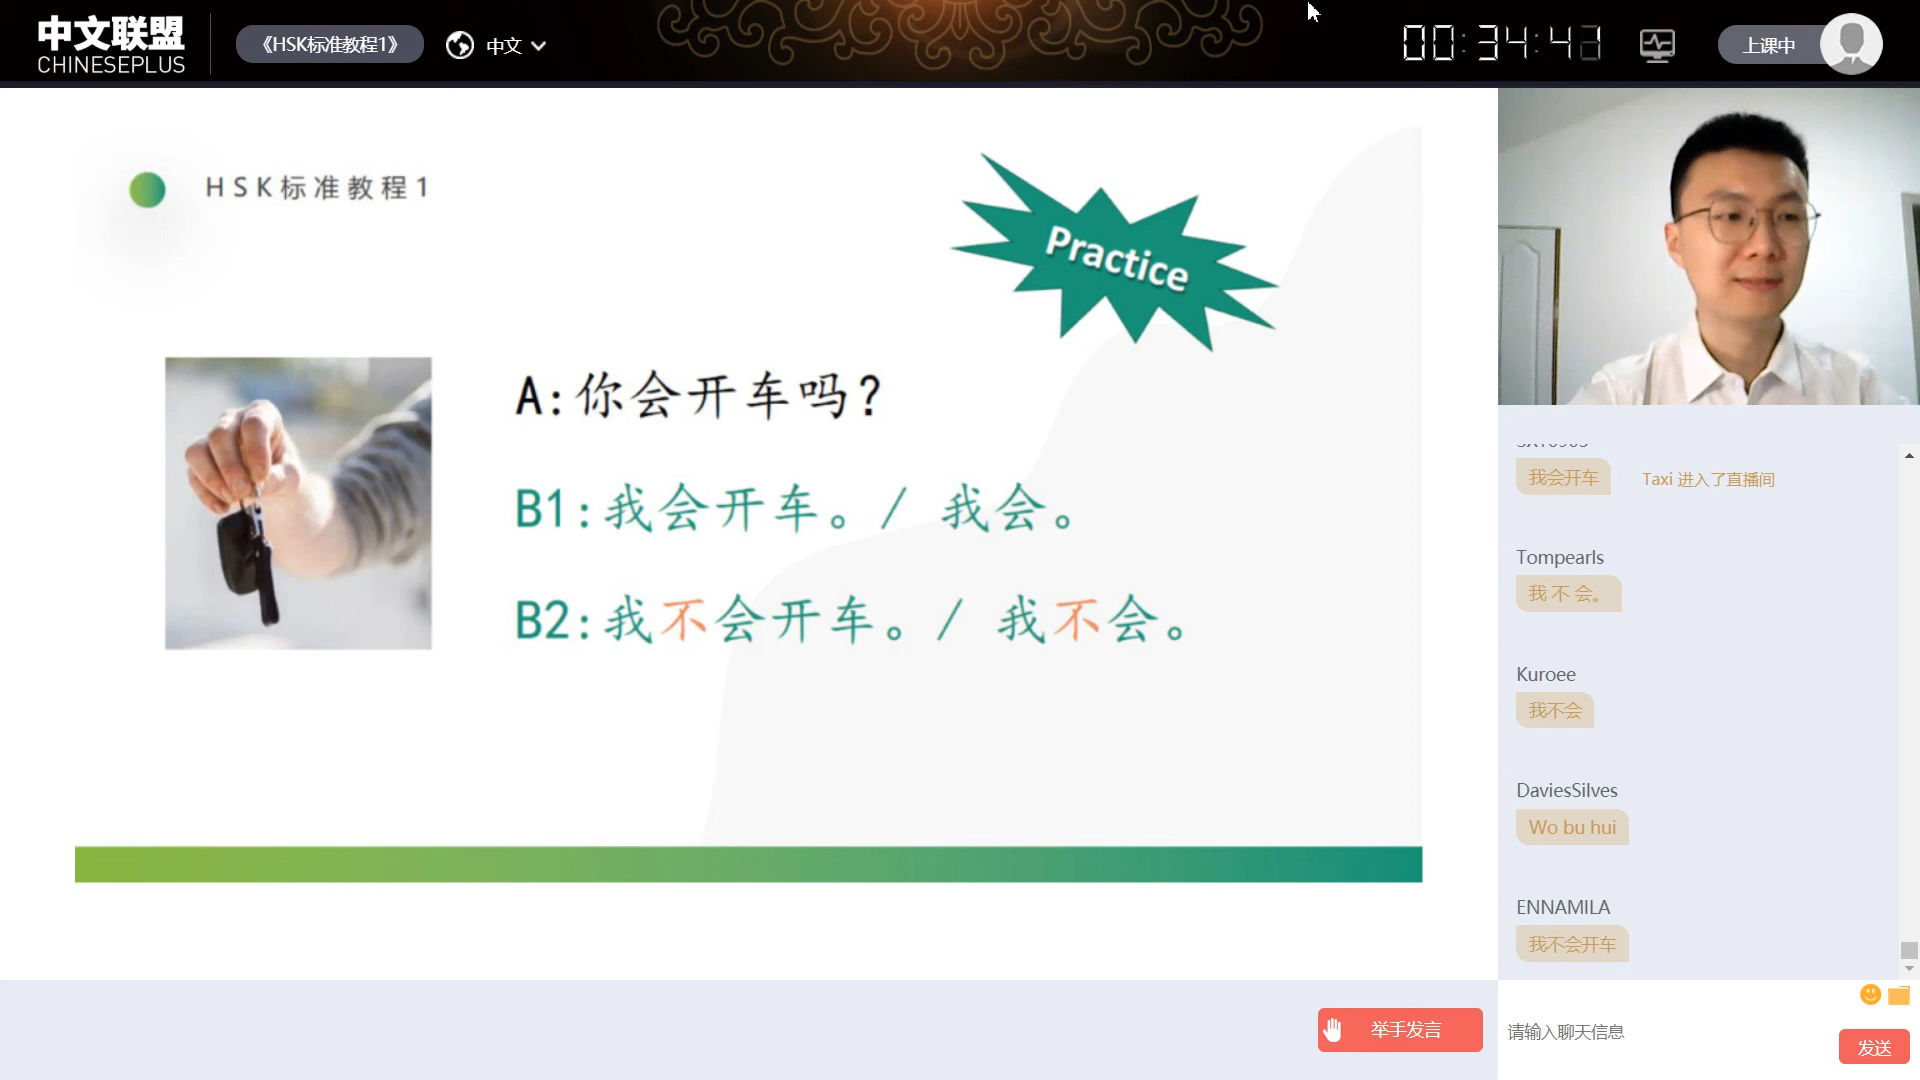 中文联盟
CHINESEPLUS
《HSK标准教程1》
中文
00:34:41
上课中
HSK标准教程1
Practice
A:你会开车吗?
B1:我会开车。/ 我会。
B2:我不会开车。/ 我不会。
我会开车
Taxi 进入了直播间
Tompearls
我 不 会。
Kuroee
我不会
DaviesSilves
Wo bu hui
ENNAMILA
我不会开车
举手发言
请输入聊天信息
发送